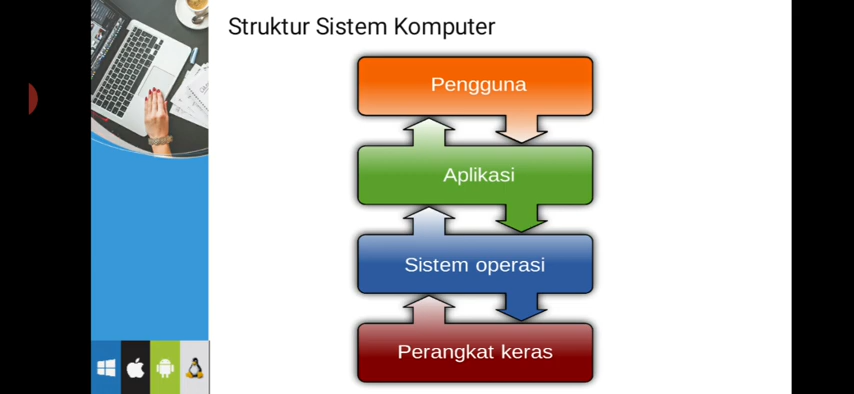 Struktur Sistem Komputer
Pengguna
Aplikasi
Sistem operasi
Perangkat keras